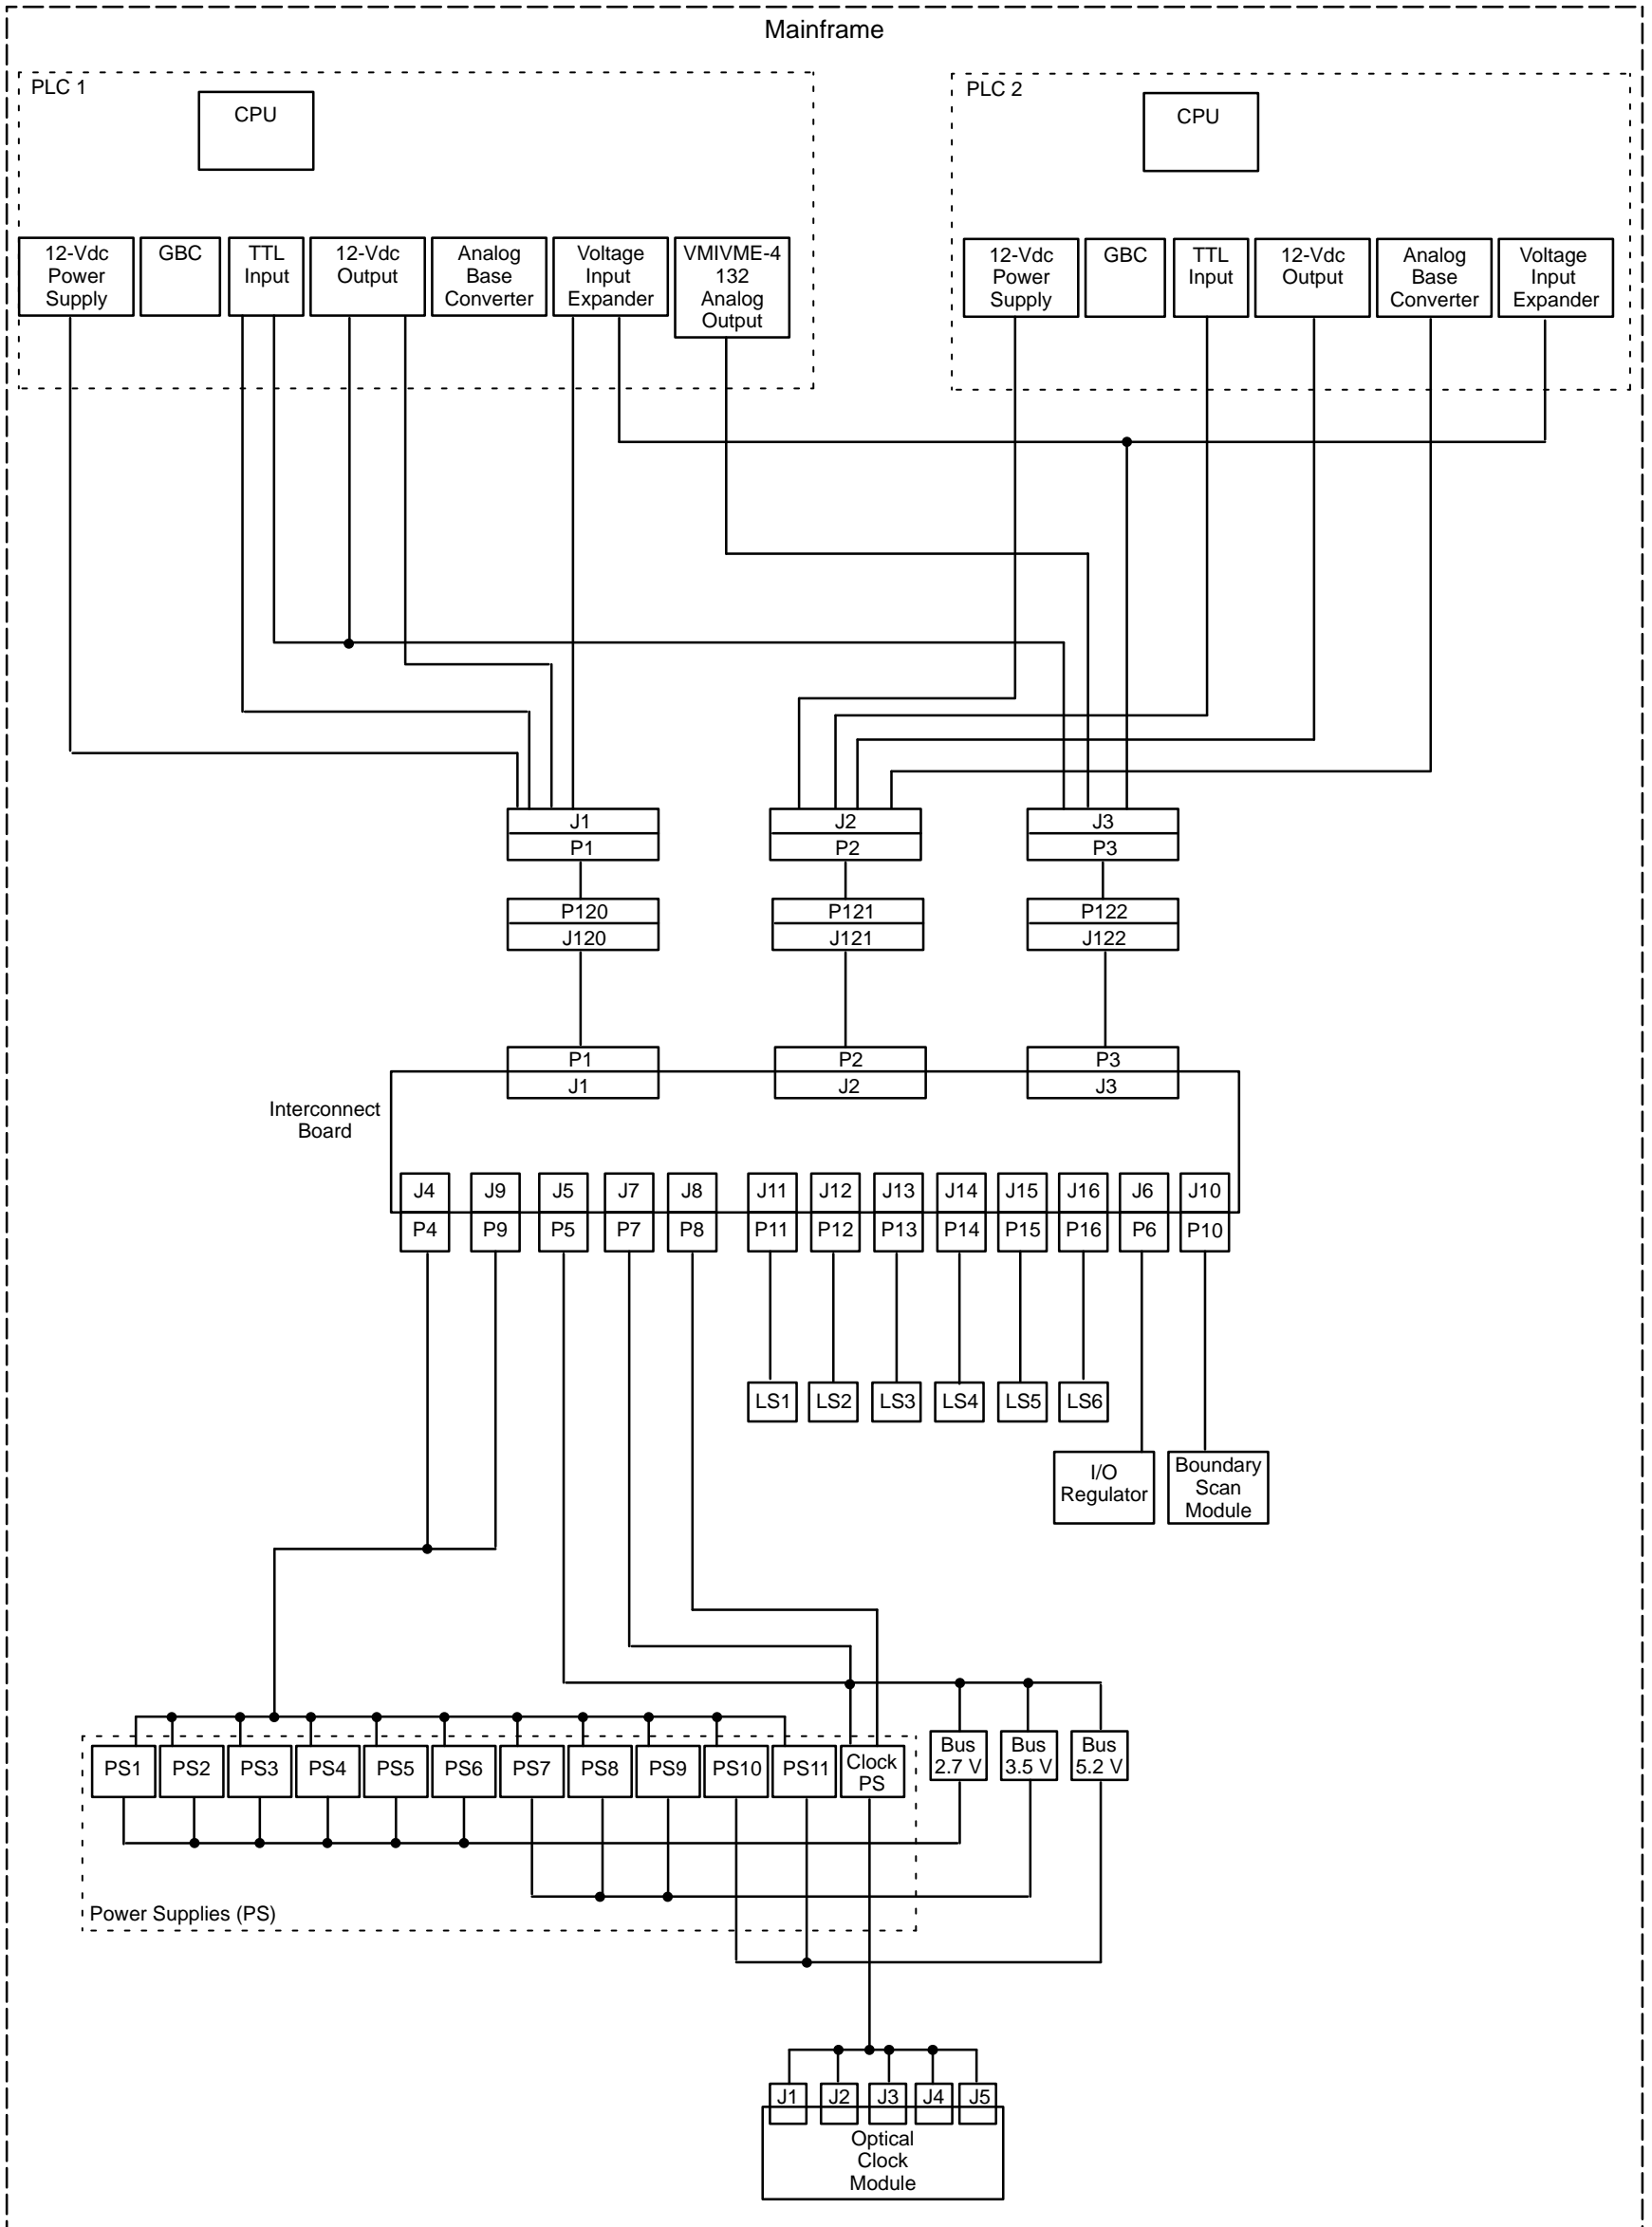 Mainframe
PLC 1
CPU
12-Vdc
Power
Supply
GBC
TTL
Input
12-Vdc
Output
Analog
Base
Converter
Voltage
Input
Expander
VMIVME-4
132
Analog
Output
PLC 2
CPU
12-Vdc
Power
Supply
GBC
TTL
Input
12-Vdc
Output
Analog
Base
Converter
Voltage
Input
Expander
J1
P1
J2
P2
J3
P3
P120
J120
P121
J121
P122
J122
P1
J1
P2
J2
P3
J3
Interconnect
Board
J4
J9
J5
J7
J8
J11
J12
J13
J14
J15
J16
J6
J10
P4
P9
P5
P7
P8
P11
P12
P13
P14
P15
P16
P6
P10
LS1
LS2
LS3
LS4
LS5
LS6
I/O
Regulator
Boundary
Scan
Module
PS1
PS2
PS3
PS4
PS5
PS6
PS7
PS8
PS9
PS10
PS11
Clock
PS
Bus
2.7 V
Bus
3.5 V
Bus
5.2 V
Power Supplies (PS)
J1
J2
J3
J4
J5
Optical
Clock
Module